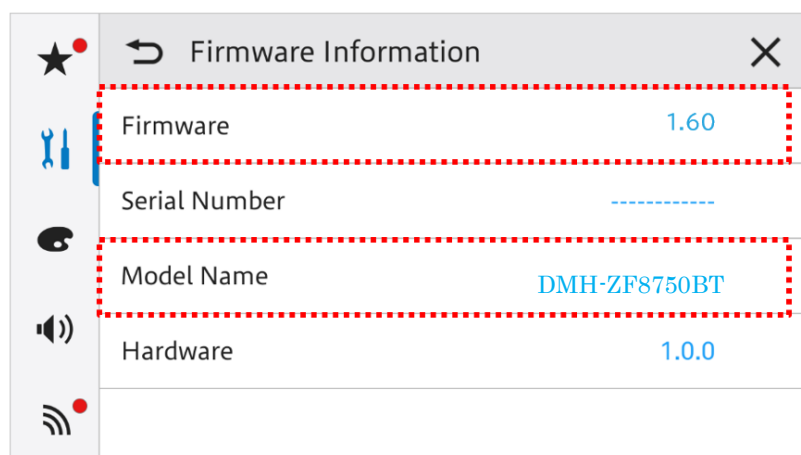 Firmware Information
Firmware 1.60
Serial Number ------------
Model Name DMH-ZF8750BT
Hardware 1.0.0